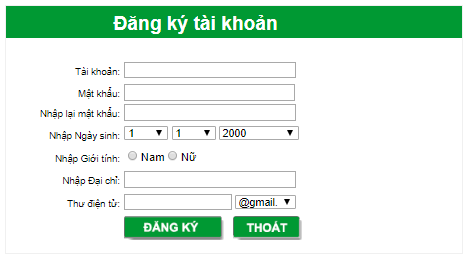 Đăng ký tài khoản
Tài khoản:
Mật khẩu:
Nhập lại mật khẩu:
Nhập Ngày sinh: 1 1 2000
Nhập Giới tính: Nam Nữ
Nhập Đại chỉ:
Thư điện tử: @gmail.
ĐĂNG KÝ THOÁT